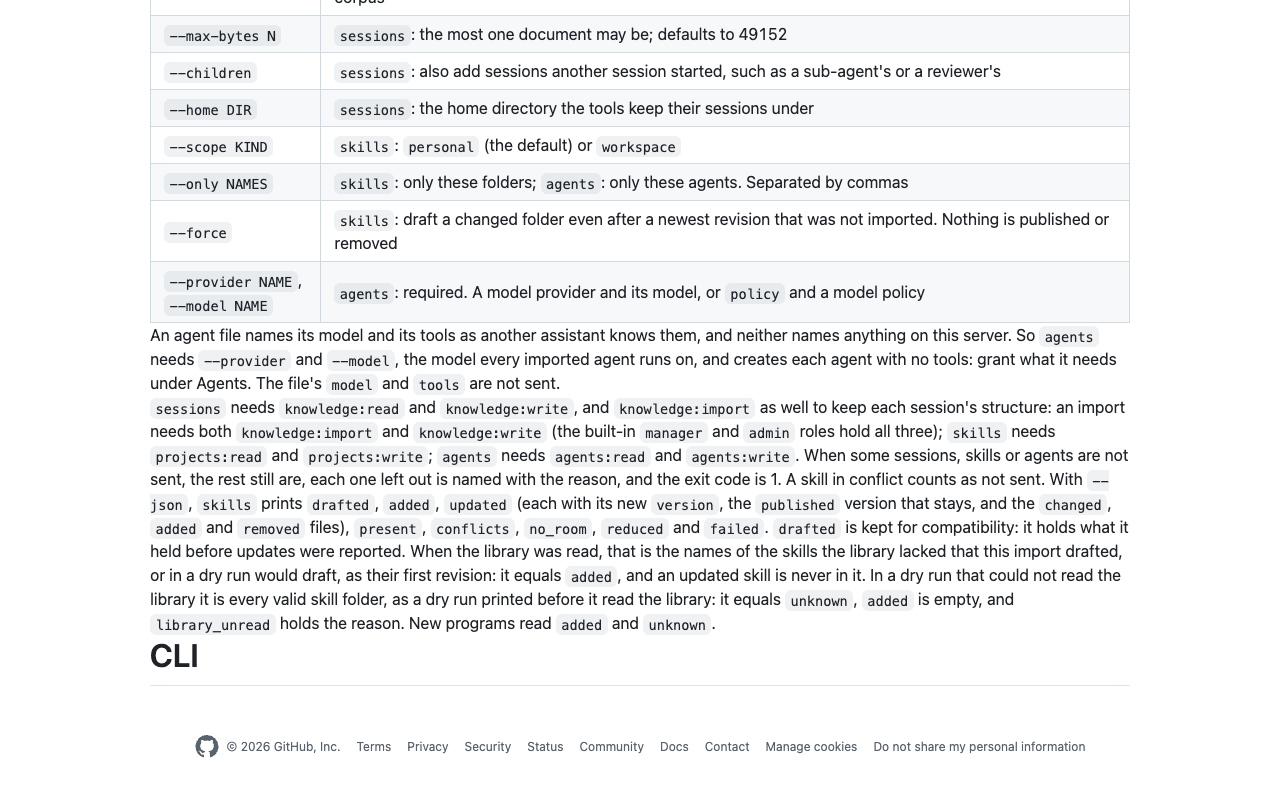 corpus
--max-bytes N sessions: the most one document may be; defaults to 49152
--children sessions: also add sessions another session started, such as a sub-agent's or a reviewer's
--home DIR sessions: the home directory the tools keep their sessions under
--scope KIND skills: personal (the default) or workspace
--only NAMES skills: only these folders; agents: only these agents. Separated by commas
--force skills: draft a changed folder even after a newest revision that was not imported. Nothing is published or
removed
--provider NAME,
--model NAME agents: required. A model provider and its model, or policy and a model policy
An agent file names its model and its tools as another assistant knows them, and neither names anything on this server. So agents
needs --provider and --model, the model every imported agent runs on, and creates each agent with no tools: grant what it needs
under Agents. The file's model and tools are not sent.
sessions needs knowledge:read and knowledge:write, and knowledge:import as well to keep each session's structure: an import
needs both knowledge:import and knowledge:write (the built-in manager and admin roles hold all three); skills needs
projects:read and projects:write; agents needs agents:read and agents:write. When some sessions, skills or agents are not
sent, the rest still are, each one left out is named with the reason, and the exit code is 1. A skill in conflict counts as not sent. With --
json, skills prints drafted, added, updated (each with its new version, the published version that stays, and the changed,
added and removed files), present, conflicts, no_room, reduced and failed. drafted is kept for compatibility: it holds what it
held before updates were reported. When the library was read, that is the names of the skills the library lacked that this import drafted,
or in a dry run would draft, as their first revision: it equals added, and an updated skill is never in it. In a dry run that could not read the
library it is every valid skill folder, as a dry run printed before it read the library: it equals unknown, added is empty, and
library_unread holds the reason. New programs read added and unknown.
CLI
© 2026 GitHub, Inc. Terms Privacy Security Status Community Docs Contact Manage cookies Do not share my personal information